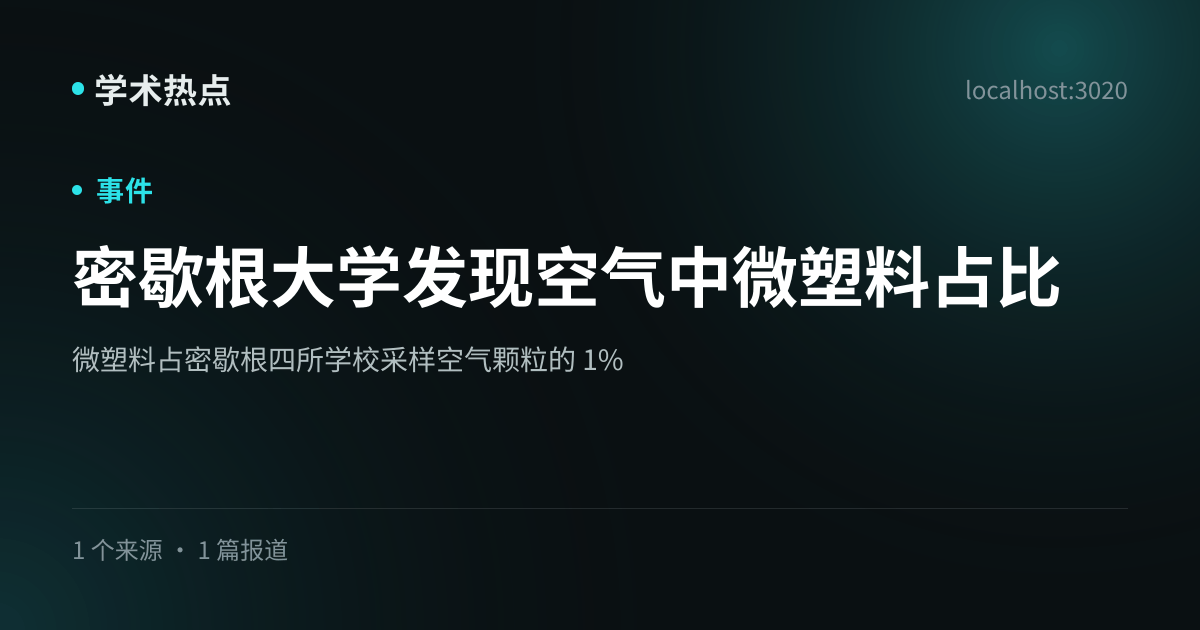 学术热点
localhost:3020
事件
密歇根大学发现空气中微塑料占比
微塑料占密歇根四所学校采样空气颗粒的 1%
1 个来源 · 1 篇报道